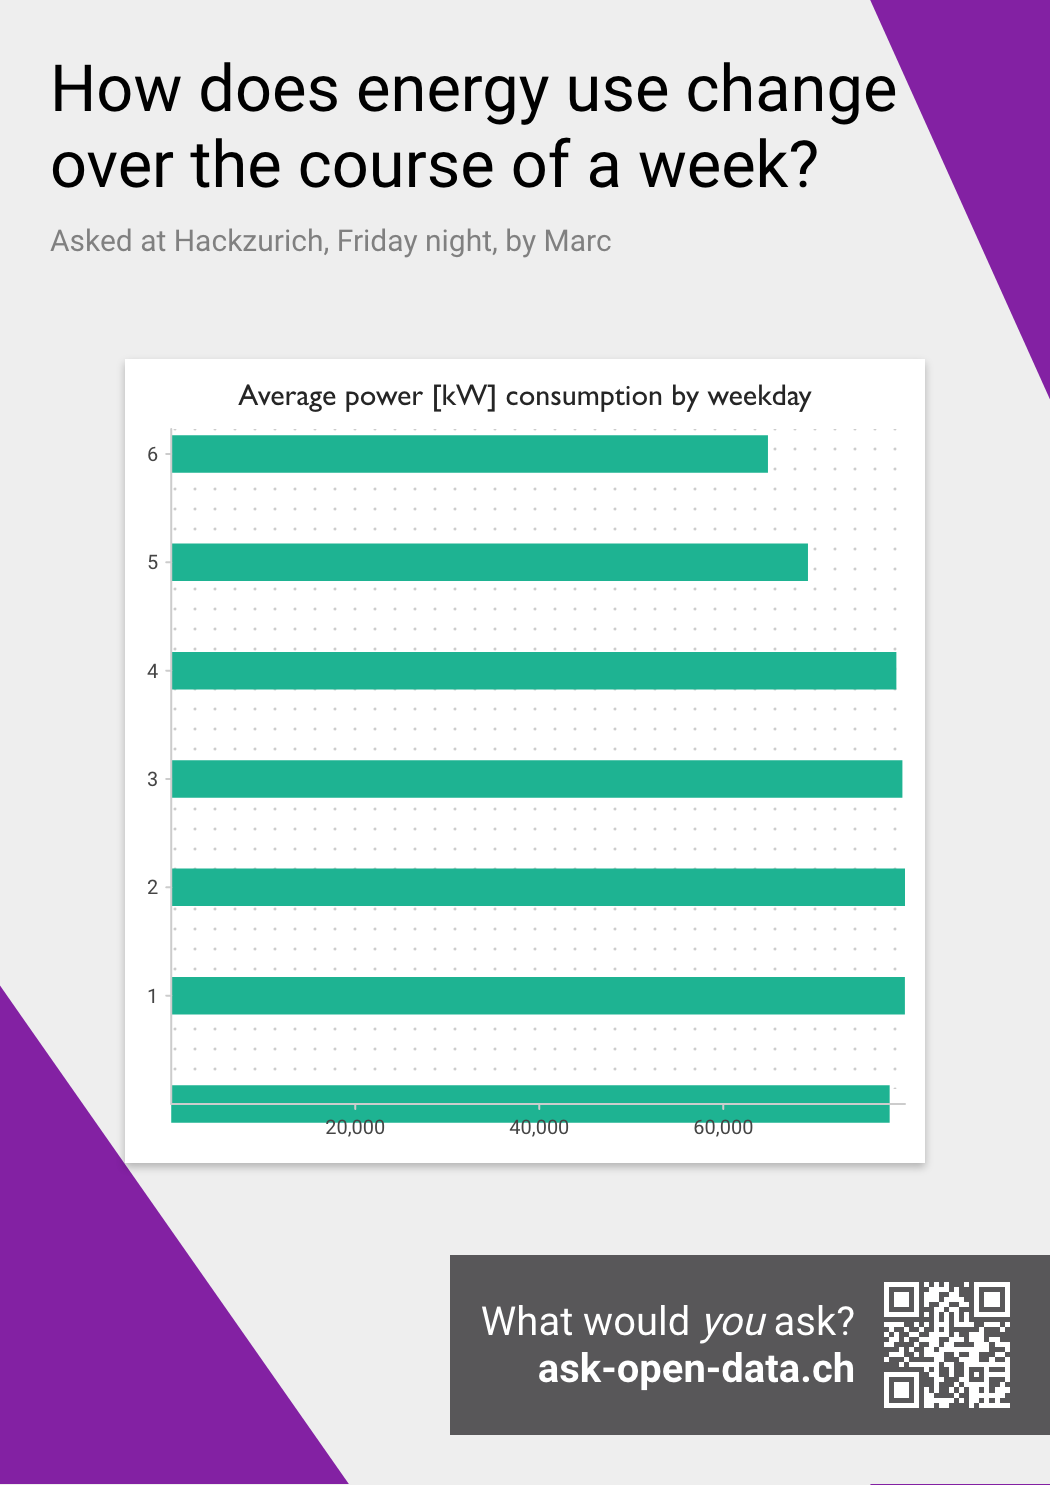 How does energy use change
over the course of a week?
Asked at Hackzurich, Friday night, by Marc
Average power [kW] consumption by weekday
6
5
4
3
2
1
20,000 40,000 60,000
What would you ask?
ask-open-data.ch